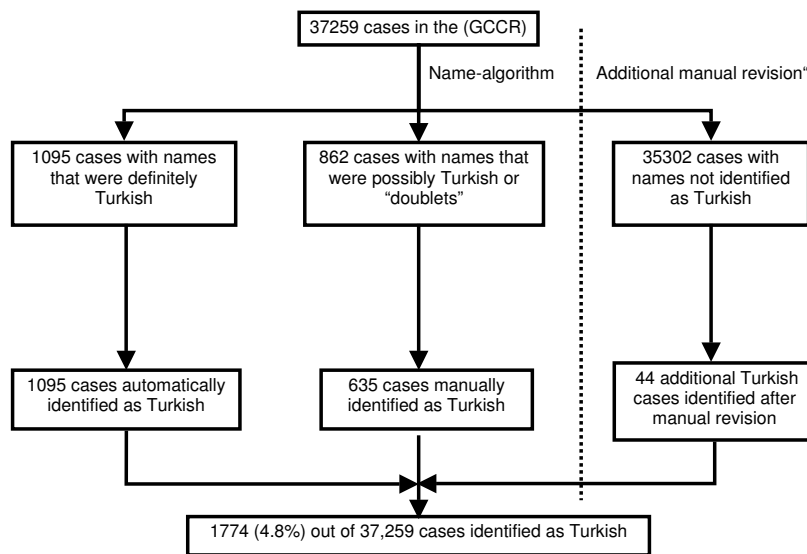 37259 cases in the (GCCR)
Name-algorithm
Additional manual revision“
1095 cases with names
that were definitely
Turkish
862 cases with names that
were possibly Turkish or
“doublets”
35302 cases with
names not identified
as Turkish
1095 cases automatically
identified as Turkish
635 cases manually
identified as Turkish
44 additional Turkish
cases identified after
manual revision
1774 (4.8%) out of 37,259 cases identified as Turkish